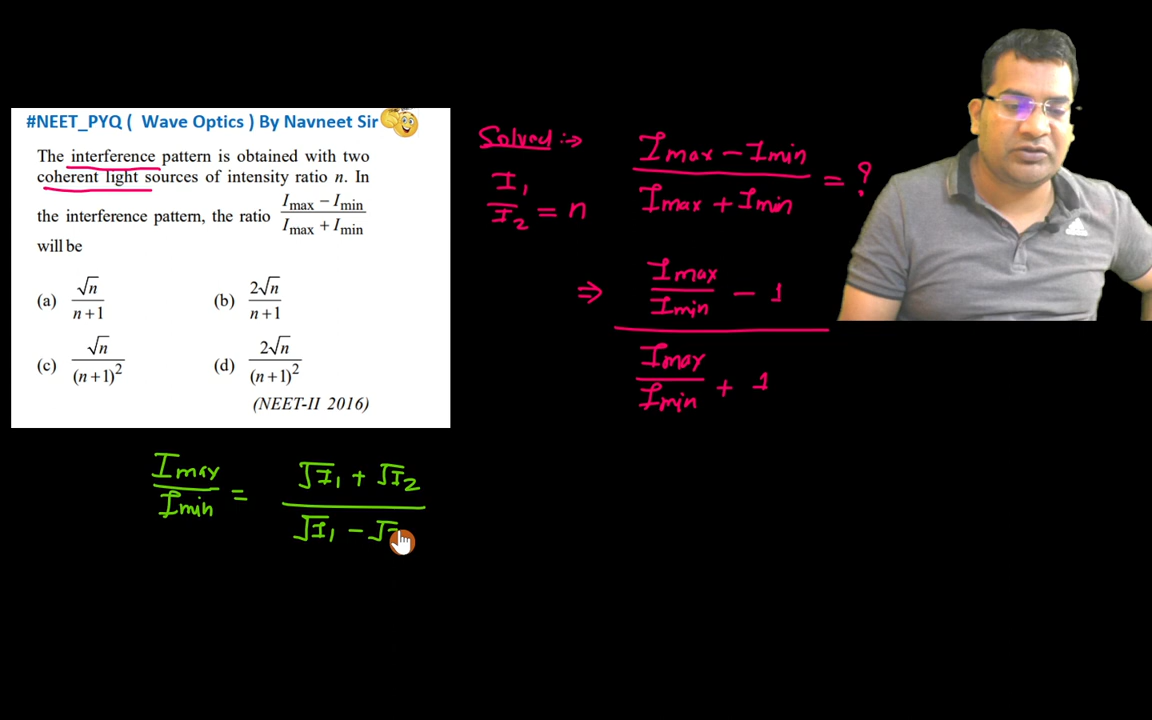 #NEET_PYQ ( Wave Optics ) By Navneet Sir
The interference pattern is obtained with two
coherent light sources of intensity ratio n. In
the interference pattern, the ratio (Imax − Imin)/(Imax + Imin)
will be
(a) √n/(n+1) (b) 2√n/(n+1)
(c) √n/(n+1)² (d) 2√n/(n+1)²
(NEET-II 2016)
Solved :→
I₁/I₂ = n
(Imax − Imin)/(Imax + Imin) = ?
⇒ (Imax/Imin − 1)/(Imax/Imin + 1)
Imax/Imin = (√I₁ + √I₂)/(√I₁ − √